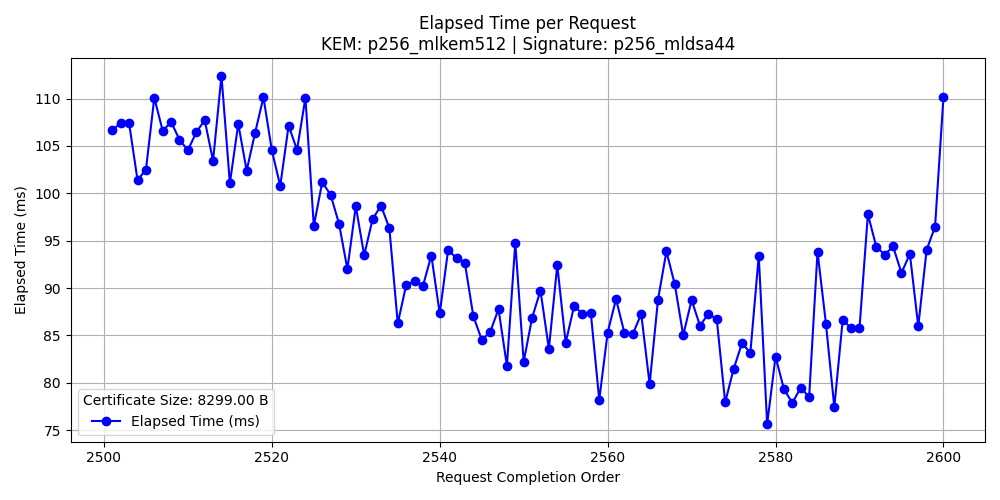 Elapsed Time per Request
KEM: p256_mlkem512 | Signature: p256_mldsa44
Elapsed Time (ms)
110
105
100
95
90
85
80
75
Certificate Size: 8299.00 B
Elapsed Time (ms)
2500
2520
2540
2560
2580
2600
Request Completion Order